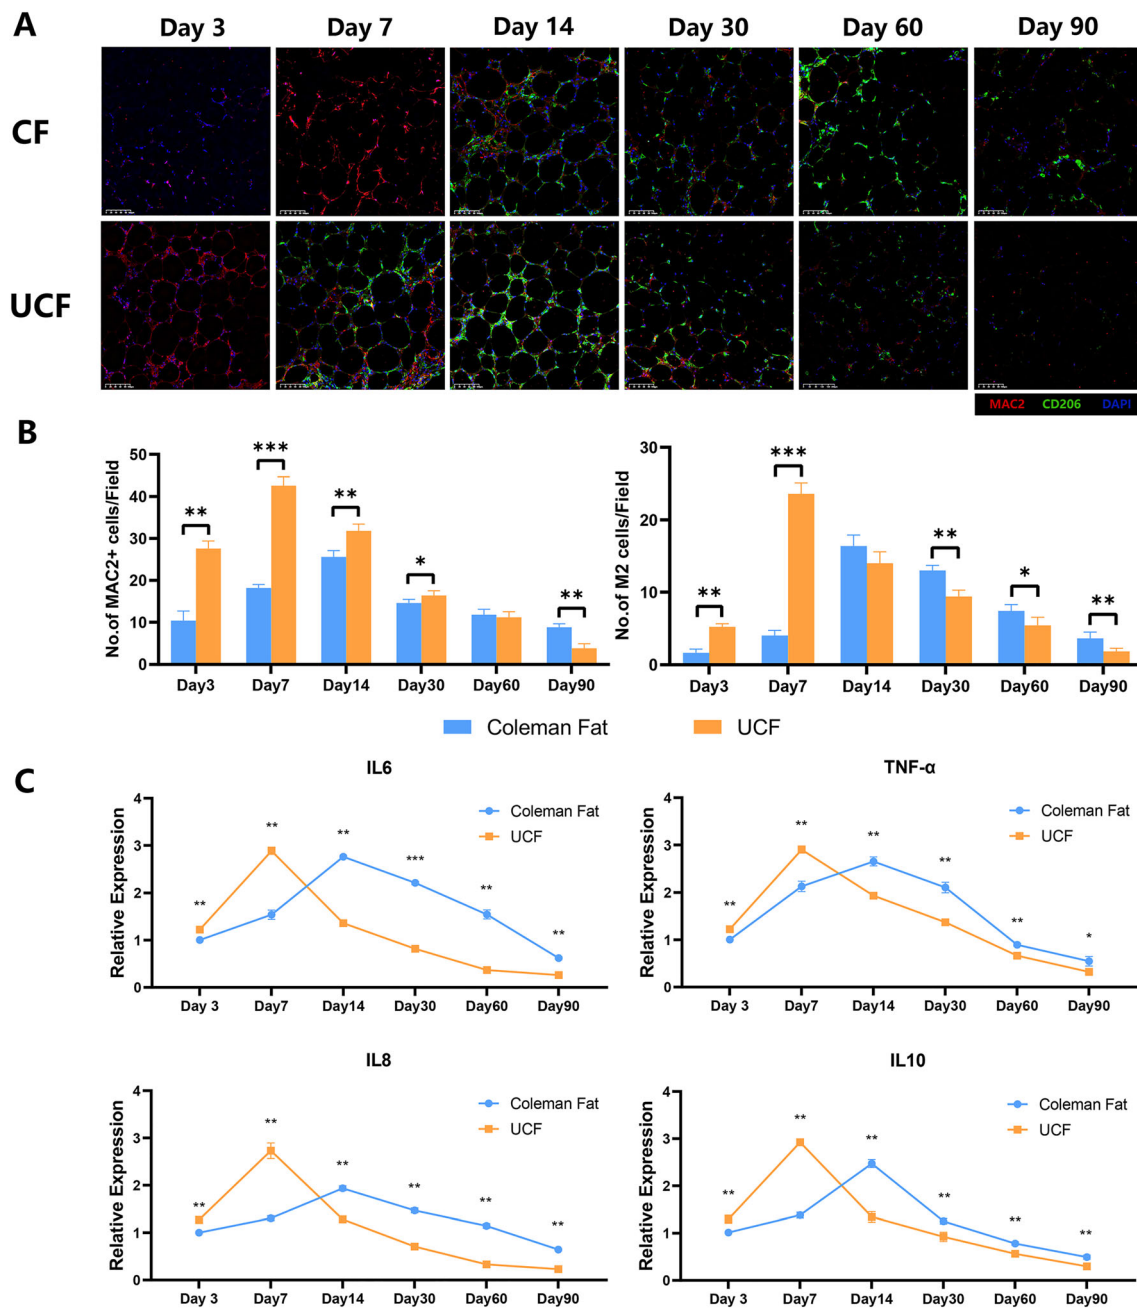 A
Day 3 Day 7 Day 14 Day 30 Day 60 Day 90
CF
UCF
MAC2 CD206 DAPI
B
No.of MAC2+ cells/Field
50
40
30
20
10
0
** *** ** * **
Day3 Day7 Day14 Day30 Day60 Day90
No.of M2 cells/Field
30
20
10
0
** *** ** * **
Day3 Day7 Day14 Day30 Day60 Day90
Coleman Fat UCF
C
IL6
Relative Expression
4
3
2
1
0
Coleman Fat
UCF
** ** ** *** ** **
Day 3 Day7 Day14 Day30 Day60 Day90
TNF-α
Relative Expression
4
3
2
1
0
Coleman Fat
UCF
** ** ** ** ** *
Day 3 Day7 Day14 Day30 Day60 Day90
IL8
Relative Expression
4
3
2
1
0
Coleman Fat
UCF
** ** ** ** ** **
Day 3 Day7 Day14 Day30 Day60 Day90
IL10
Relative Expression
4
3
2
1
0
Coleman Fat
UCF
** ** ** ** ** **
Day 3 Day7 Day14 Day30 Day60 Day90